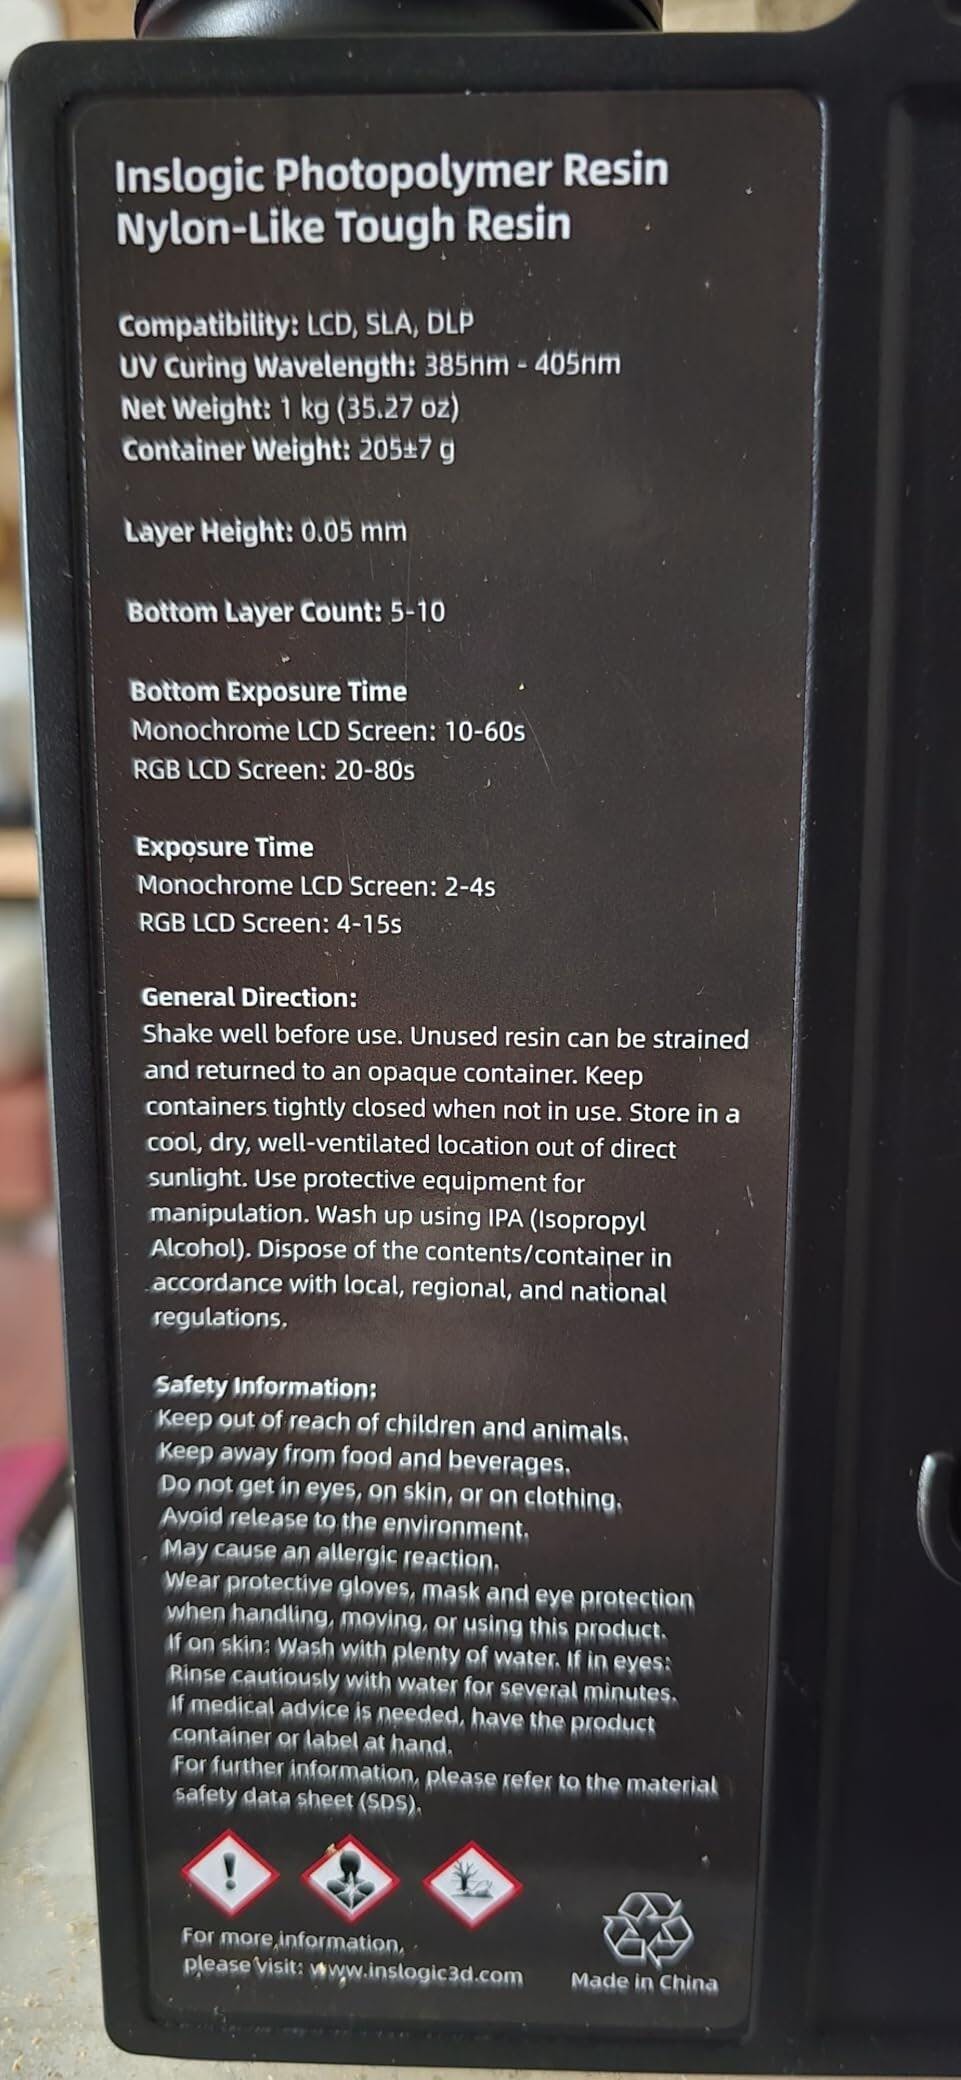 Inslogic Photopolymer Resin
Nylon-Like Tough Resin
Compatibility: LCD, SLA, DLP
UV Curing Wavelength: 385nm - 405nm
Net Weight: 1 kg (35.27 oz)
Container Weight: 205±7 g
Layer Height: 0.05 mm
Bottom Layer Count: 5-10
Bottom Exposure Time
Monochrome LCD Screen: 10-60s
RGB LCD Screen: 20-80s
Exposure Time
Monochrome LCD Screen: 2-4s
RGB LCD Screen: 4-15s
General Direction:
Shake well before use. Unused resin can be strained
and returned to an opaque container. Keep
containers tightly closed when not in use. Store in a
cool, dry, well-ventilated location out of direct
sunlight. Use protective equipment for
manipulation. Wash up using IPA (Isopropyl
Alcohol). Dispose of the contents/container in
accordance with local, regional, and national
regulations.
Safety Information:
Keep out of reach of children and animals.
Keep away from food and beverages.
Do not get in eyes, on skin, or on clothing.
Avoid release to the environment.
May cause an allergic reaction.
Wear protective gloves, mask and eye protection
when handling, moving, or using this product.
If on skin: Wash with plenty of water. If in eyes:
Rinse cautiously with water for several minutes.
If medical advice is needed, have the product
container or label at hand.
For further information, please refer to the material
safety data sheet (SDS).
For more information,
please visit: www.inslogic3d.com
Made in China